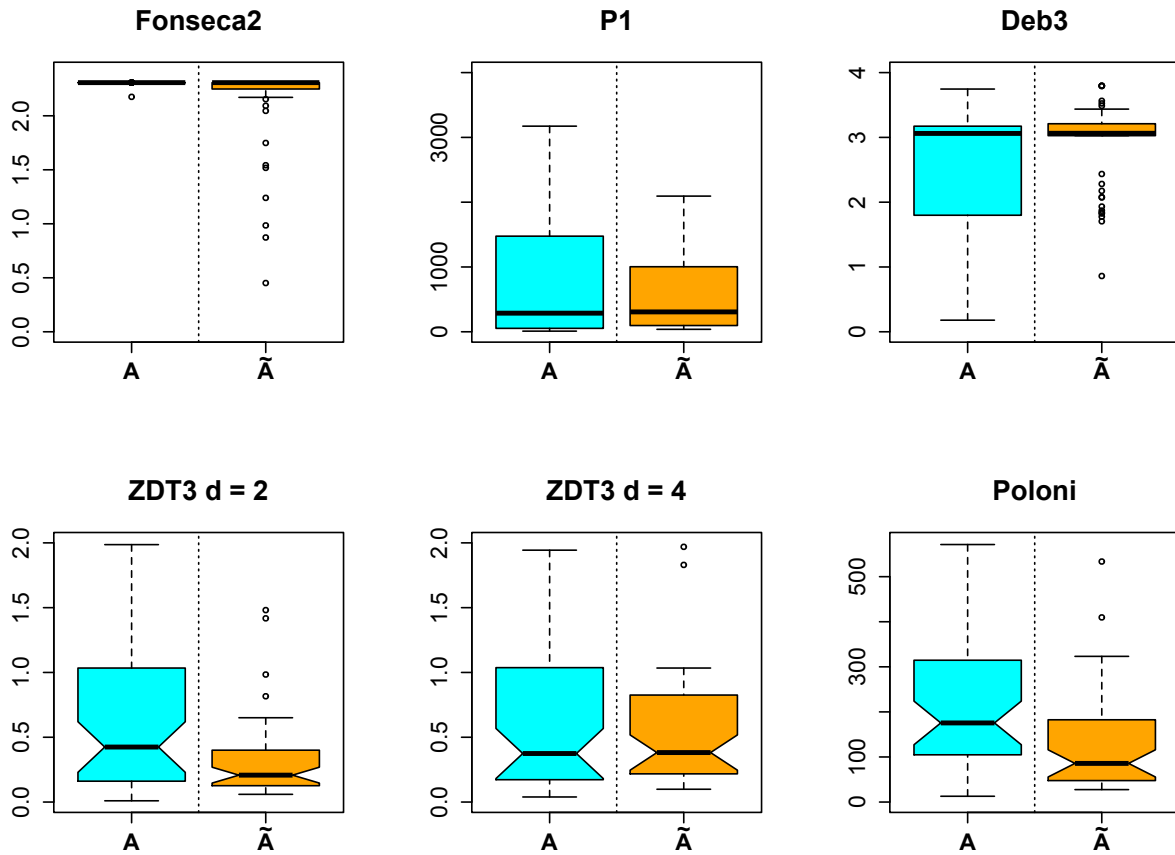 Fonseca2
P1
Deb3
0.0 0.5 1.0 1.5 2.0
0 1000 3000
0 1 2 3 4
A Ã
A Ã
A Ã
ZDT3 d = 2
ZDT3 d = 4
Poloni
0.0 0.5 1.0 1.5 2.0
0.0 0.5 1.0 1.5 2.0
0 100 300 500
A Ã
A Ã
A Ã